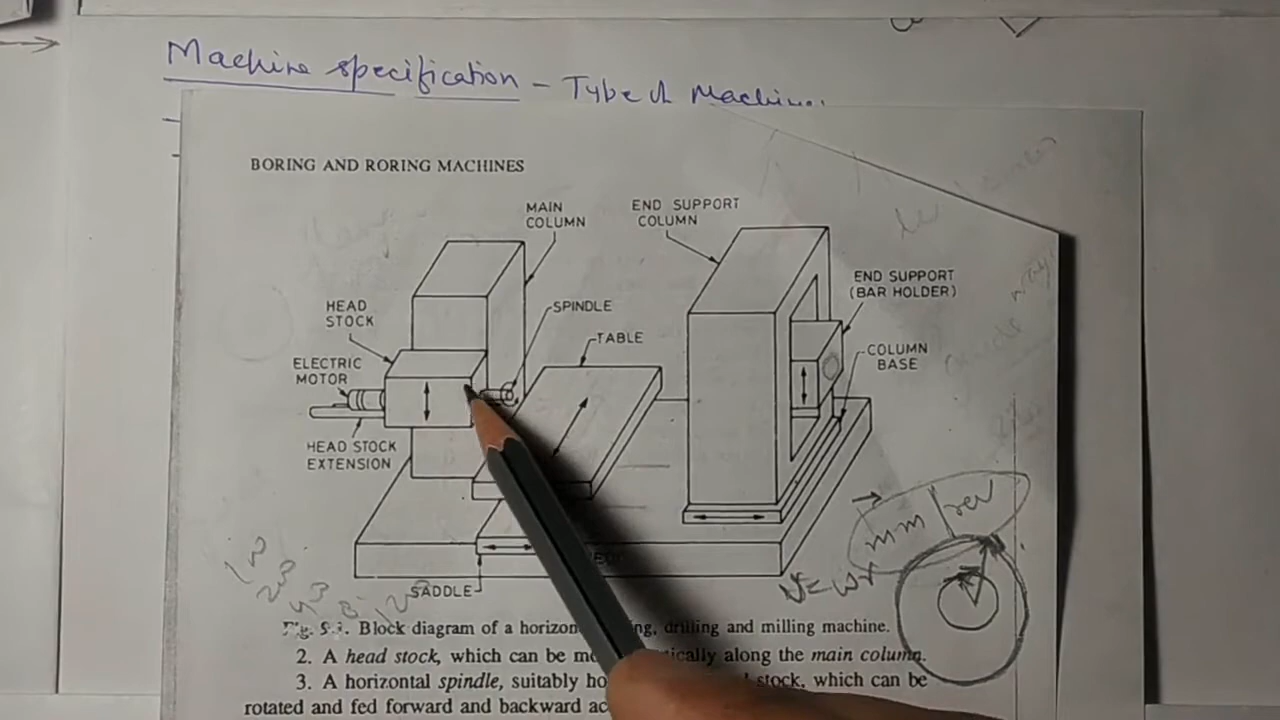 Machine specification - Type of Machine
BORING AND RORING MACHINES
MAIN
COLUMN
END SUPPORT
COLUMN
END SUPPORT
(BAR HOLDER)
HEAD
STOCK
SPINDLE
TABLE
COLUMN
BASE
ELECTRIC
MOTOR
HEAD STOCK
EXTENSION
mm/rev
V=wr
SADDLE
Block diagram of a horizon ng, drilling and milling machine.
2. A head stock, which can be ically along the main column.
3. A horizontal spindle, suitably stock, which can be
rotated and fed forward and backward